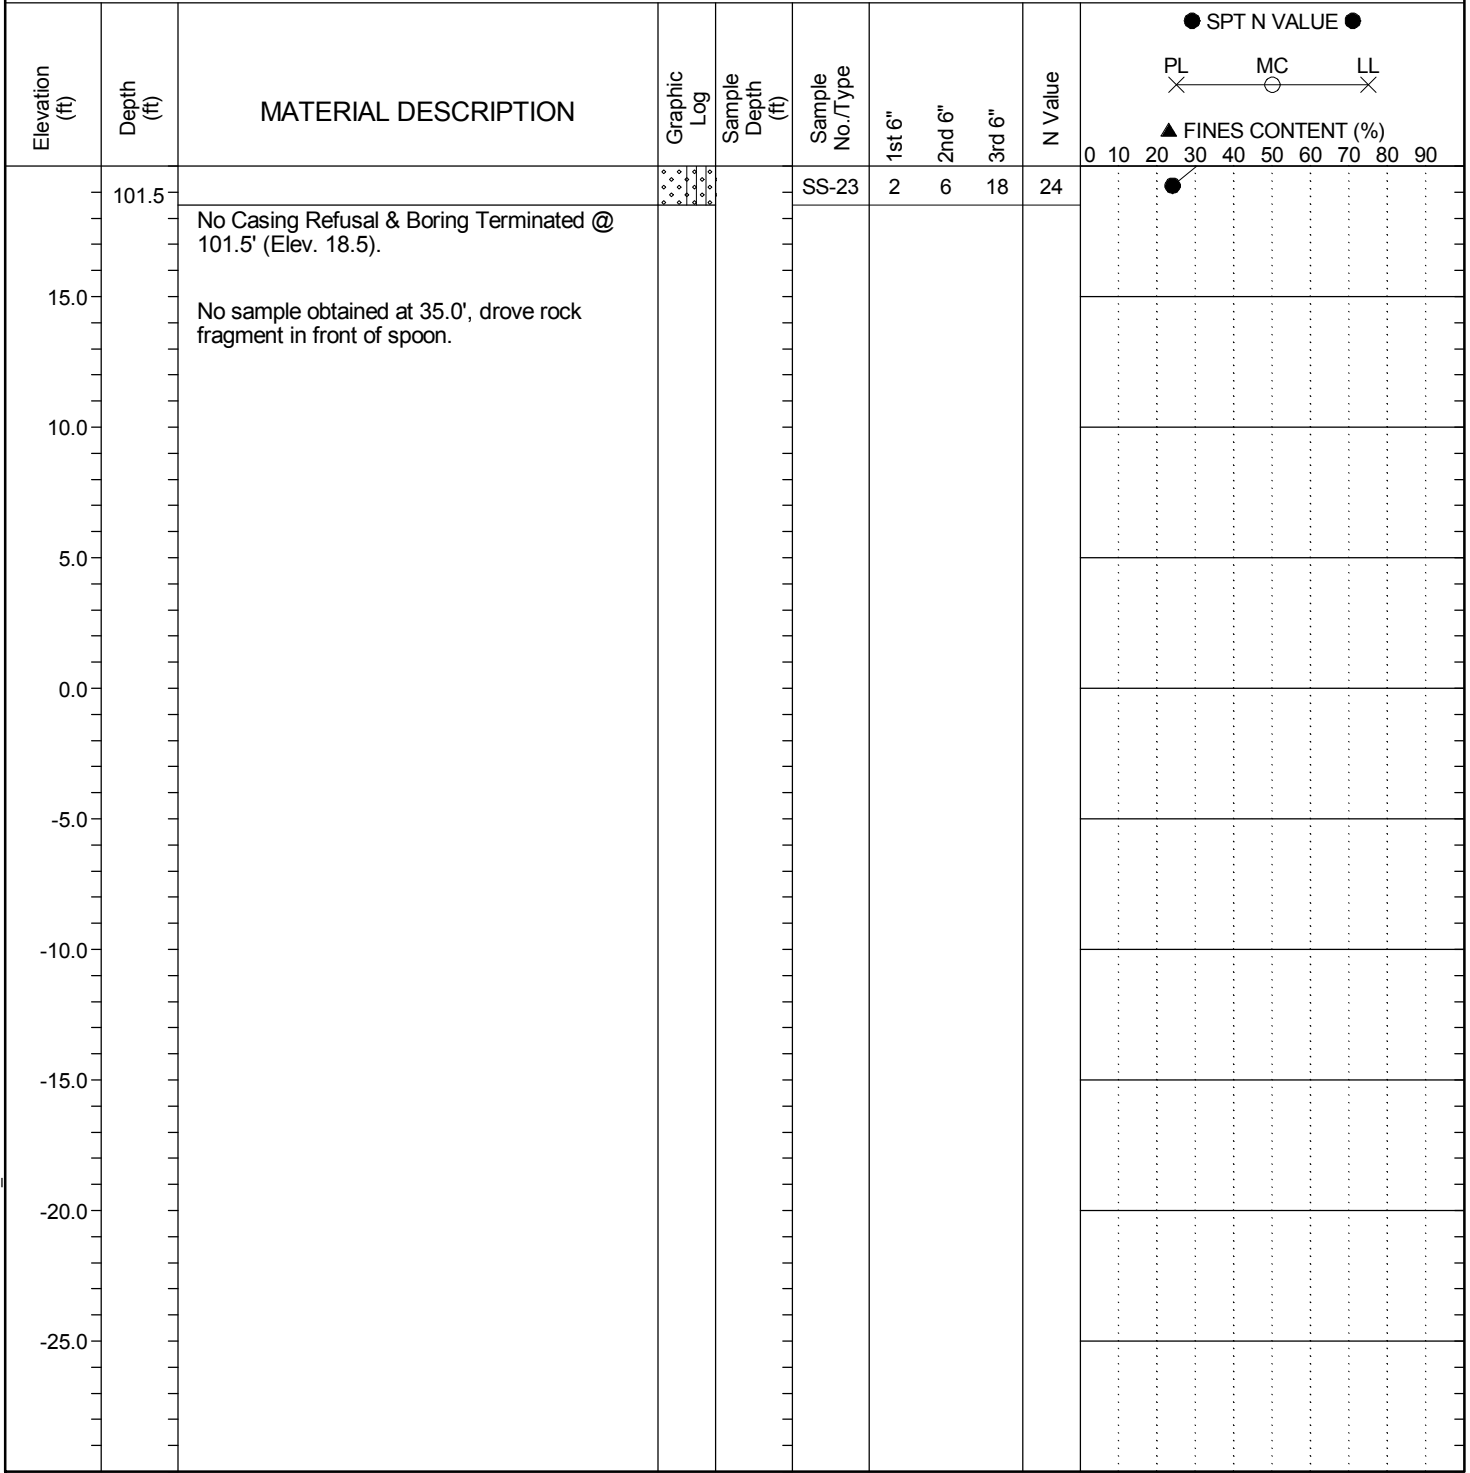 ● SPT N VALUE ●
PL MC LL
▲ FINES CONTENT (%)
0 10 20 30 40 50 60 70 80 90
Elevation
(ft)
Depth
(ft)
MATERIAL DESCRIPTION
Graphic
Log
Sample
Depth
(ft)
Sample
No./Type
1st 6"
2nd 6"
3rd 6"
N Value
101.5 SS-23 2 6 18 24
No Casing Refusal & Boring Terminated @
101.5' (Elev. 18.5).
15.0
No sample obtained at 35.0', drove rock
fragment in front of spoon.
10.0
5.0
0.0
-5.0
-10.0
-15.0
-20.0
-25.0